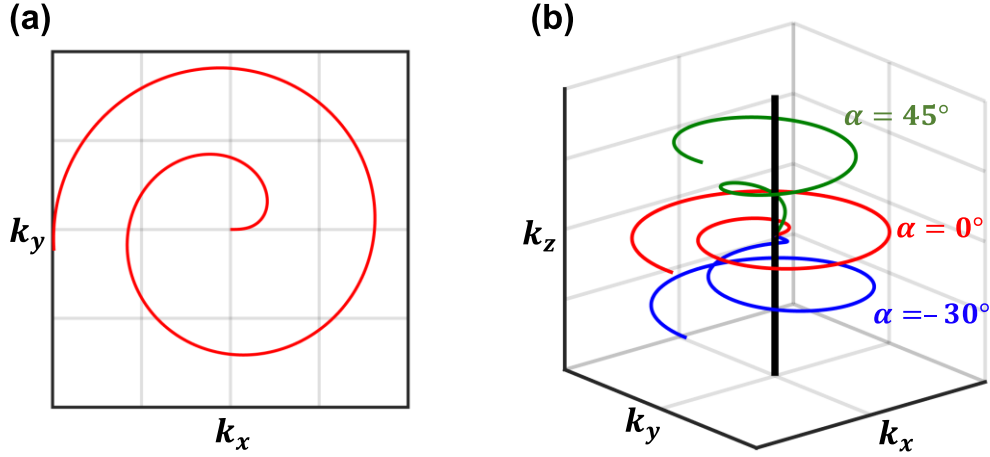 (a)
k_y
k_x
(b)
α = 45°
k_z
α = 0°
α =– 30°
k_y
k_x